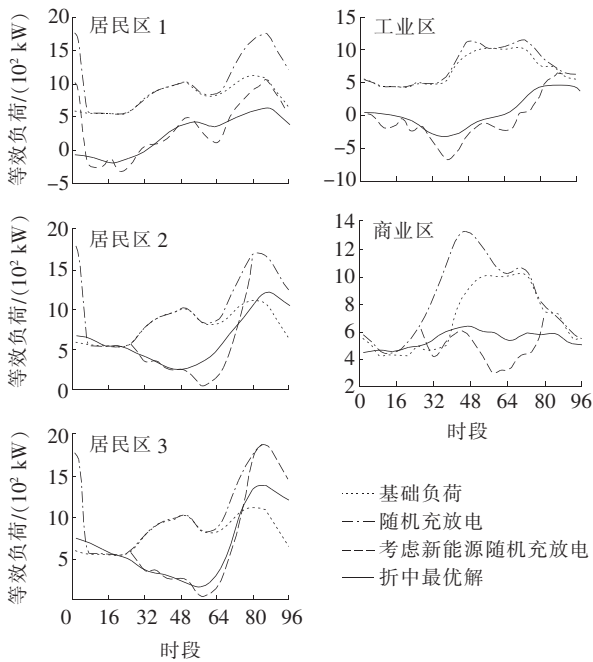 等效负荷/(10² kW)
20
15
10
5
0
−5
居民区 1
15
10
5
0
−5
−10
工业区
等效负荷/(10² kW)
20
15
10
5
0
居民区 2
14
12
10
8
6
4
2
商业区
0 16 32 48 64 80 96
时段
等效负荷/(10² kW)
20
15
10
5
居民区 3
0 16 32 48 64 80 96
时段
基础负荷
随机充放电
考虑新能源随机充放电
折中最优解